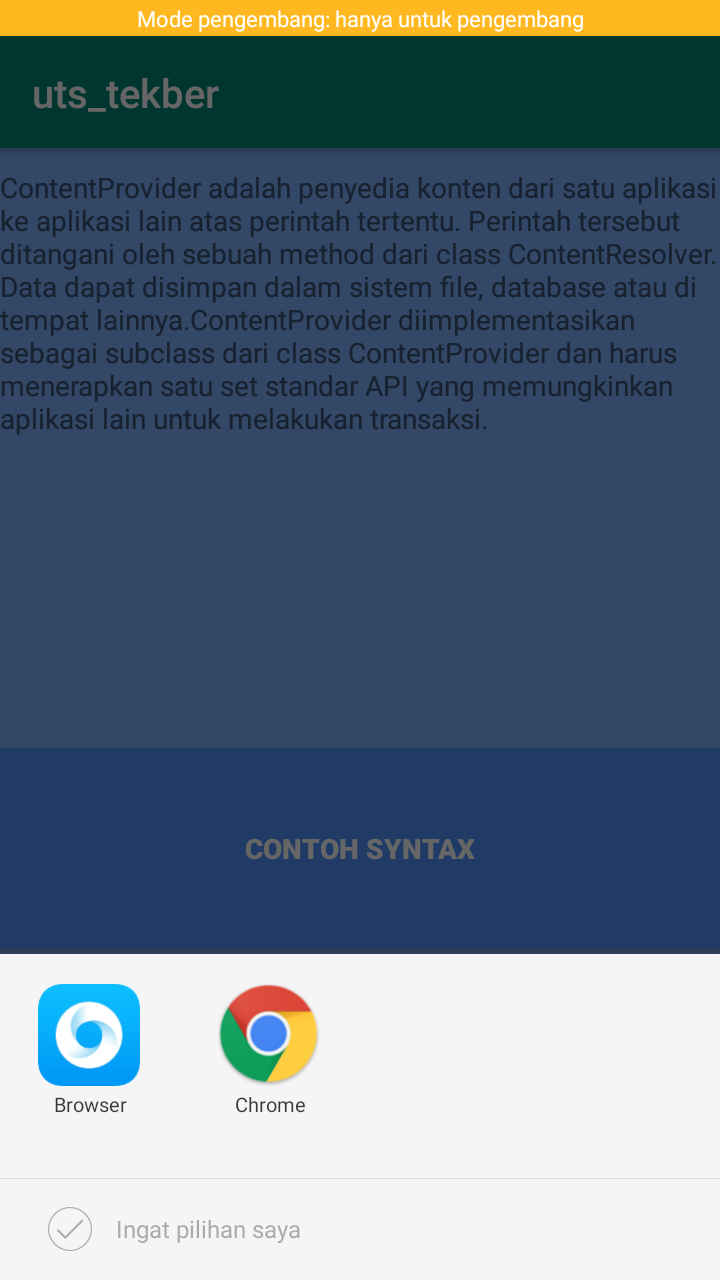 Mode pengembang: hanya untuk pengembang
uts_tekber
ContentProvider adalah penyedia konten dari satu aplikasi
ke aplikasi lain atas perintah tertentu. Perintah tersebut
ditangani oleh sebuah method dari class ContentResolver.
Data dapat disimpan dalam sistem file, database atau di
tempat lainnya.ContentProvider diimplementasikan
sebagai subclass dari class ContentProvider dan harus
menerapkan satu set standar API yang memungkinkan
aplikasi lain untuk melakukan transaksi.
CONTOH SYNTAX
Browser
Chrome
Ingat pilihan saya